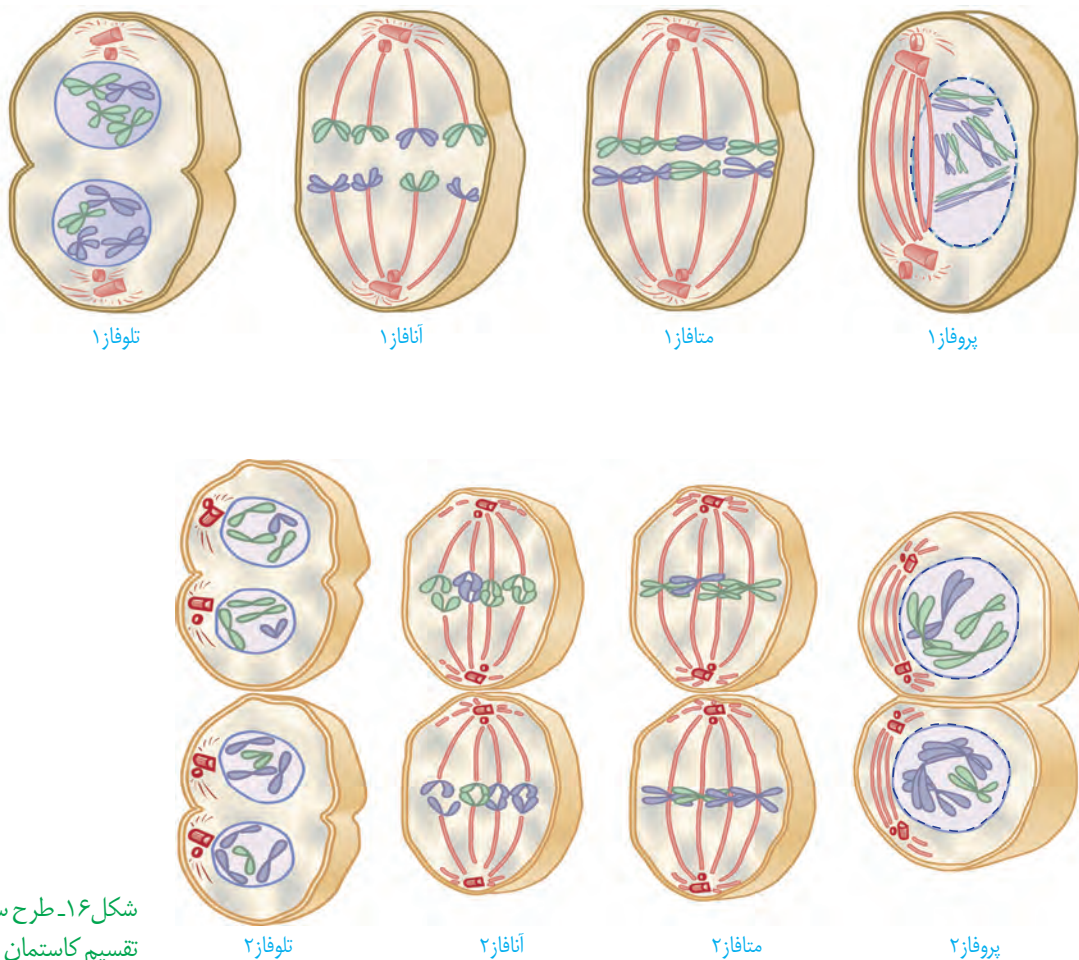 پروفاز۱
متافاز۱
آنافاز۱
تلوفاز۱
پروفاز۲
متافاز۲
آنافاز۲
تلوفاز۲
شکل۱۶ـ طرح
تقسیم کاستمان